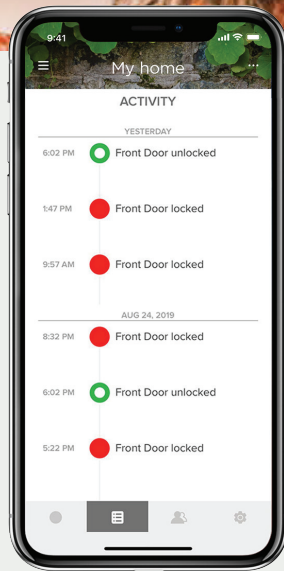 9:41
My home
ACTIVITY
YESTERDAY
6:02 PM Front Door unlocked
1:47 PM Front Door locked
9:57 AM Front Door locked
AUG 24, 2019
8:32 PM Front Door locked
6:02 PM Front Door unlocked
5:22 PM Front Door locked